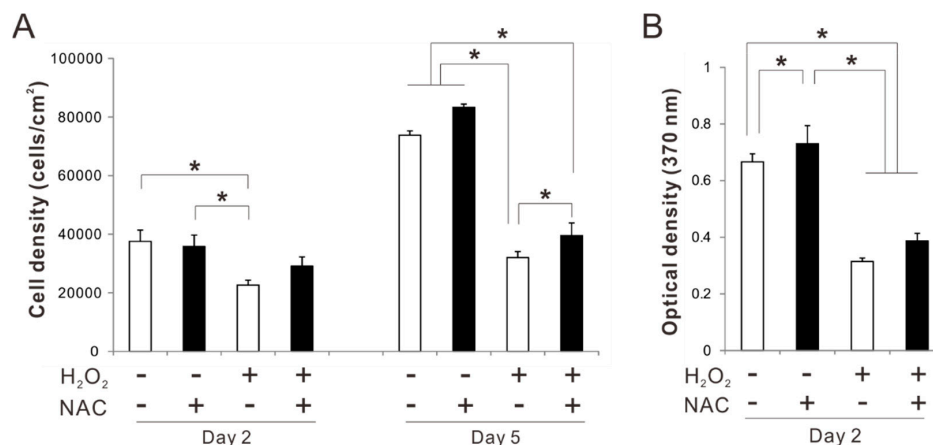 A
Cell density (cells/cm²)
100000
80000
60000
40000
20000
0
* * * * *
H₂O₂ - - + + - - + +
NAC - + - + - + - +
Day 2 Day 5
B
Optical density (370 nm)
1
0.8
0.6
0.4
0.2
0
* * *
H₂O₂ - - + +
NAC - + - +
Day 2